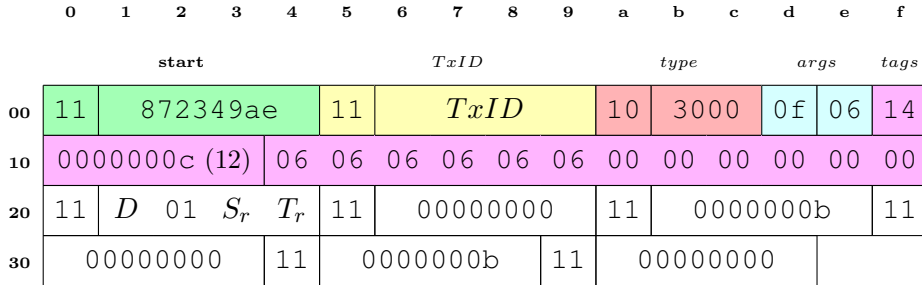 0 1 2 3 4 5 6 7 8 9 a b c d e f
start TxID type args tags
00 11 872349ae 11 TxID 10 3000 0f 06 14
10 0000000c (12) 06 06 06 06 06 06 00 00 00 00 00 00
20 11 D 01 Sr Tr 11 00000000 11 0000000b 11
30 00000000 11 0000000b 11 00000000